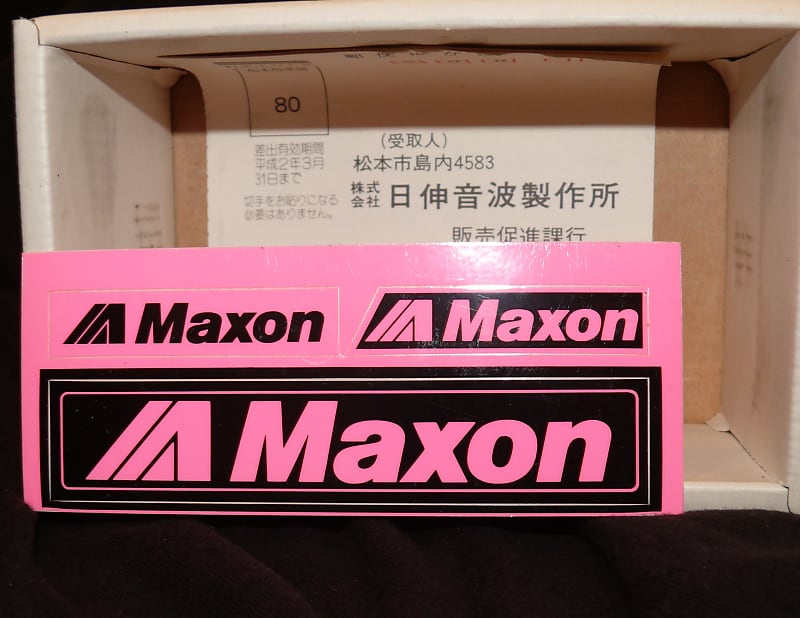 80
差出有効期間
平成2年3月
31日まで
切手をお貼りになる
必要はありません。
(受取人)
松本市島内4583
株式会社 日伸音波製作所
販売促進課行
Maxon
Maxon
Maxon